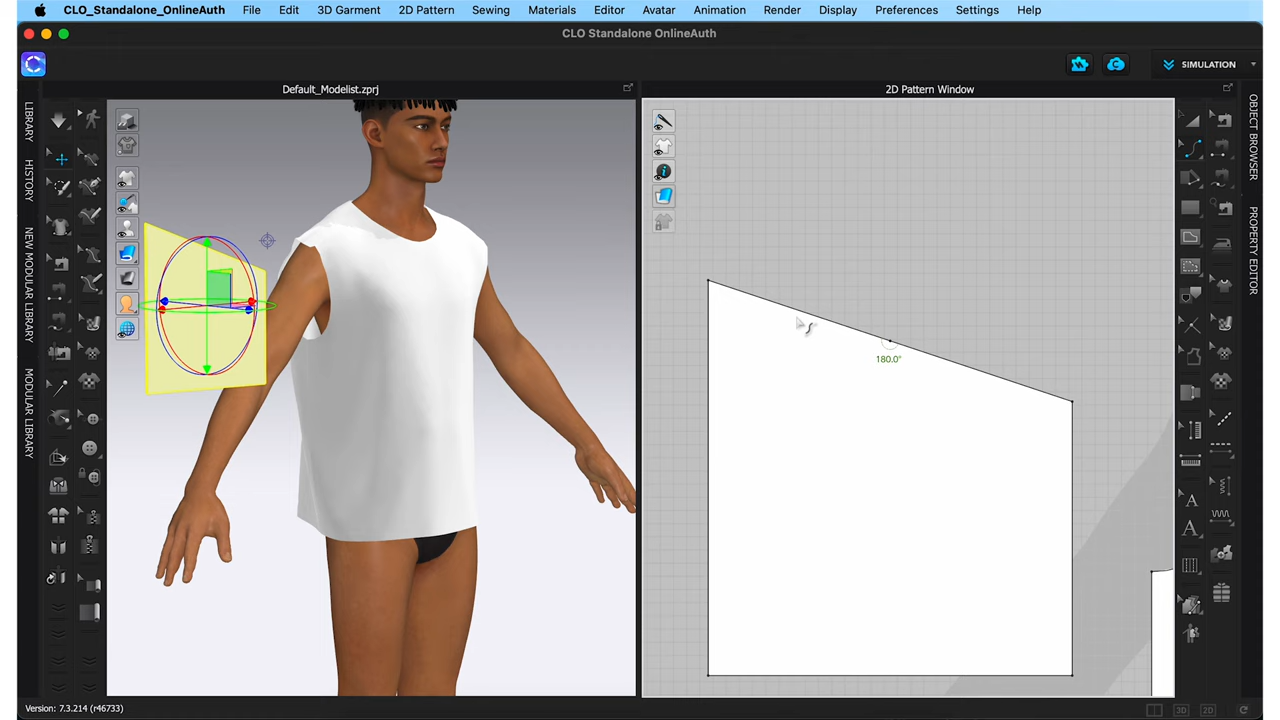 CLO_Standalone_OnlineAuth File Edit 3D Garment 2D Pattern Sewing Materials Editor Avatar Animation Render Display Preferences Settings Help
CLO Standalone OnlineAuth
SIMULATION
Default_Modelist.zprj
2D Pattern Window
LIBRARY
HISTORY
NEW MODULAR LIBRARY
MODULAR LIBRARY
180.0°
OBJECT BROWSER
PROPERTY EDITOR
A
A
Version: 7.3.214 (r46733)
3D
2D